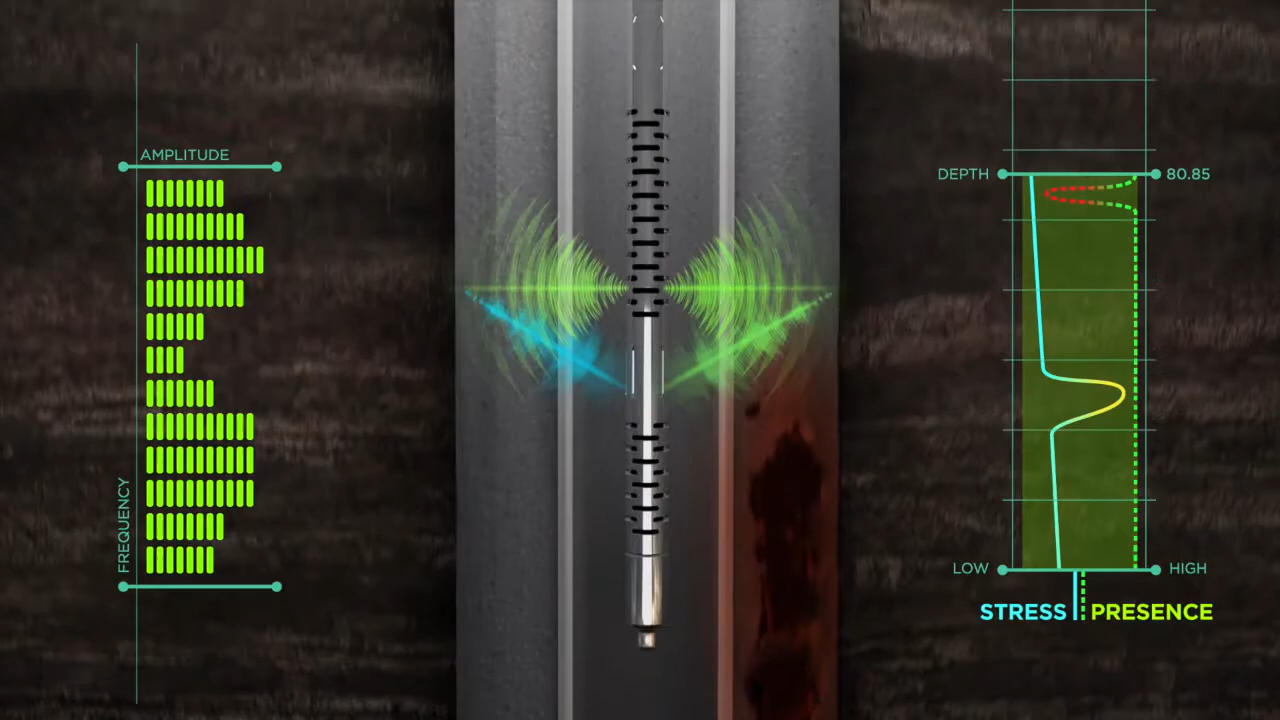 AMPLITUDE
FREQUENCY
DEPTH 80.85
LOW HIGH
STRESS PRESENCE